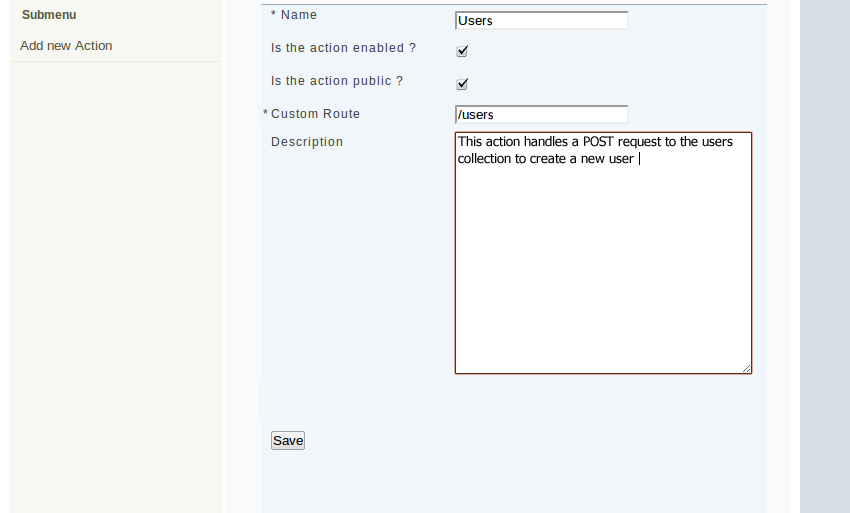 Submenu
Add new Action
* Name
Users
Is the action enabled ?
Is the action public ?
* Custom Route
/users
Description
This action handles a POST request to the users
collection to create a new user
Save